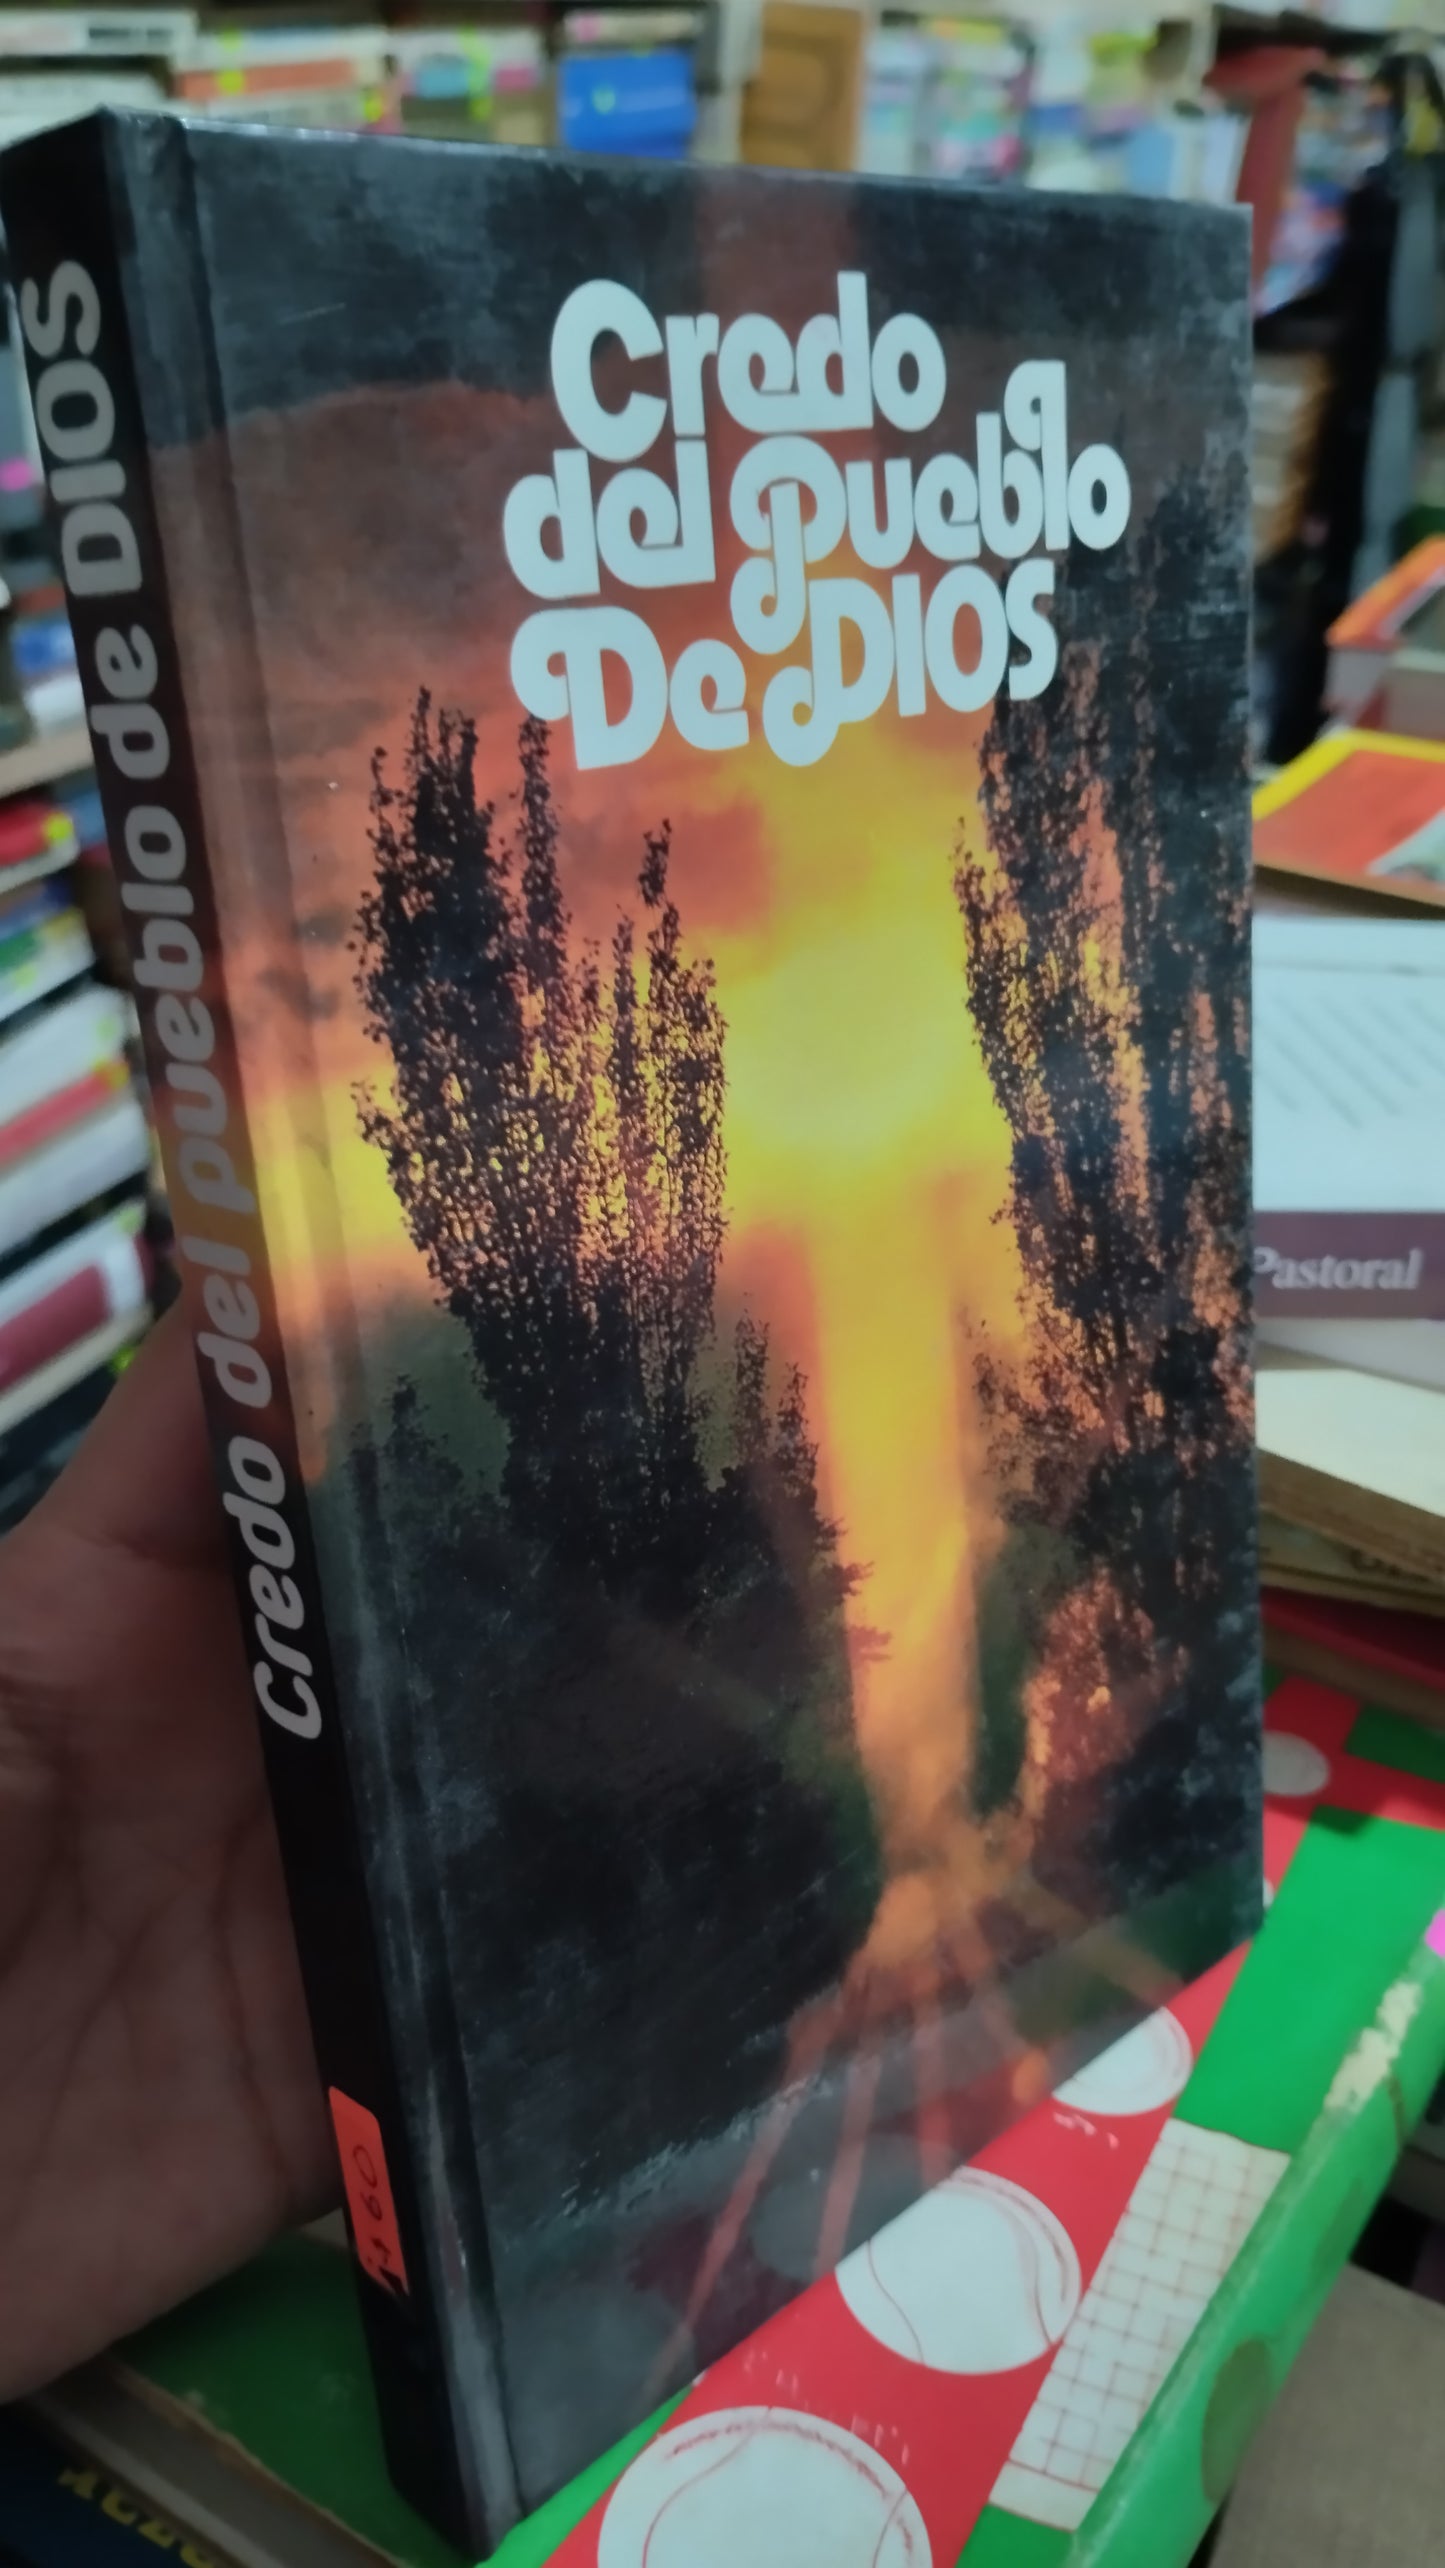 Credo
del Pueblo
De DIOS
Credo del pueblo de DIOS
Pastoral